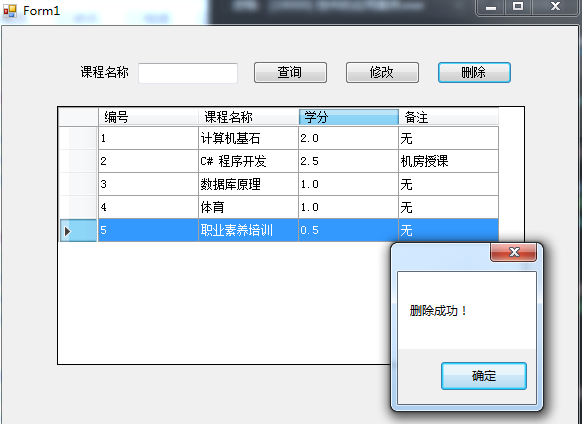 Form1
课程名称 查询 修改 删除
编号 课程名称 学分 备注
1 计算机基石 2.0 无
2 C# 程序开发 2.5 机房授课
3 数据库原理 1.0 无
4 体育 1.0 无
5 职业素养培训 0.5 无
删除成功！
确定